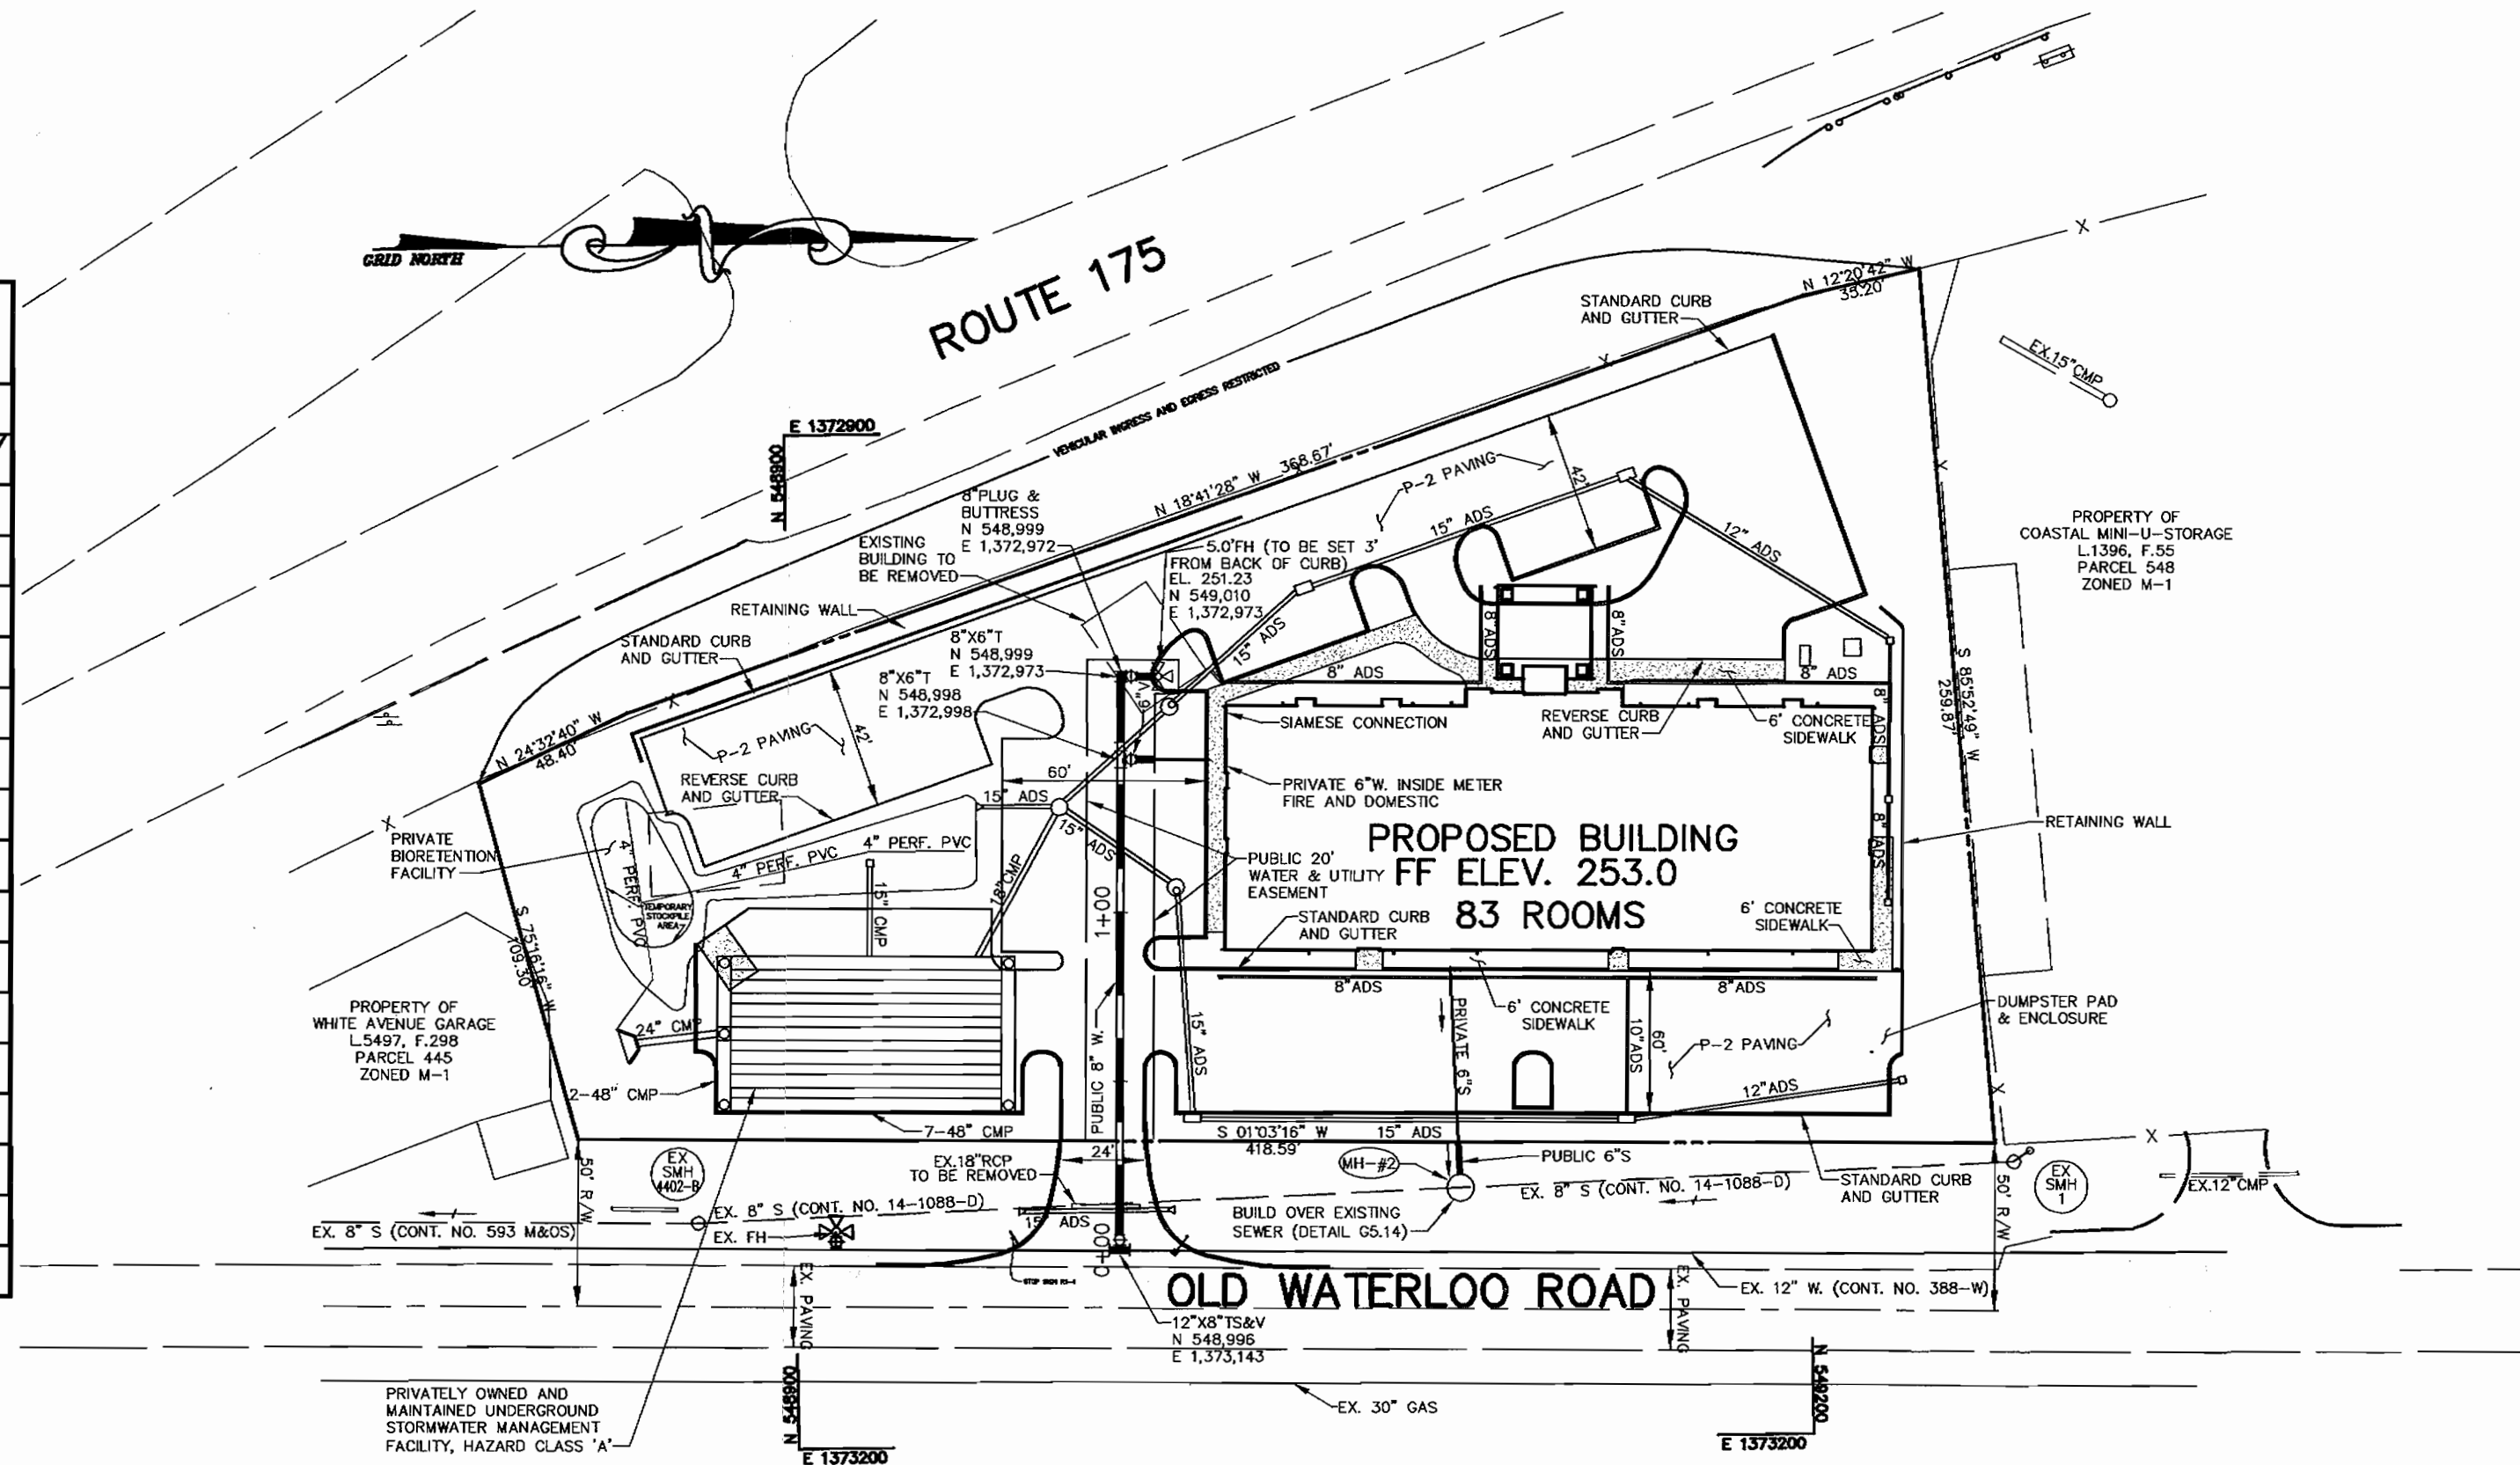 GRID NORTH
ROUTE 175
VEHICULAR INGRESS AND EGRESS RESTRICTED
N 12°20'42" W
35.20'
STANDARD CURB
AND GUTTER
EX.15"CMP
E 1372900
N 548900
N 18°41'28" W 368.67'
P-2 PAVING
42'
15" ADS
12" ADS
8"PLUG &
BUTTRESS
N 548,999
E 1,372,972
EXISTING
BUILDING TO
BE REMOVED
5.0'FH (TO BE SET 3'
FROM BACK OF CURB)
EL. 251.23
N 549,010
E 1,372,973
RETAINING WALL
STANDARD CURB
AND GUTTER
8"X6"T
N 548,999
E 1,372,973
8"X6"T
N 548,998
E 1,372,998
15" ADS
8" ADS
8" ADS
8" ADS
8" ADS
PROPERTY OF
COASTAL MINI-U-STORAGE
L.1396, F.55
PARCEL 548
ZONED M-1
S 85°52'49" W
259.87'
N 24°32'40" W
48.40'
P-2 PAVING
42'
REVERSE CURB
AND GUTTER
SIAMESE CONNECTION
REVERSE CURB
AND GUTTER
6' CONCRETE
SIDEWALK
8" ADS
60'
15" ADS
15" ADS
PRIVATE 6"W. INSIDE METER
FIRE AND DOMESTIC
PROPOSED BUILDING
FF ELEV. 253.0
83 ROOMS
8" ADS
RETAINING WALL
PRIVATE
BIORETENTION
FACILITY
4" PERF. PVC
4" PERF. PVC
4" PERF. PVC
TEMPORARY
STOCKPILE
AREA
15" CMP
18"CMP
PUBLIC 20'
WATER & UTILITY
EASEMENT
1+00
STANDARD CURB
AND GUTTER
6' CONCRETE
SIDEWALK
S 75°16'16" W
109.30'
PROPERTY OF
WHITE AVENUE GARAGE
L.5497, F.298
PARCEL 445
ZONED M-1
24" CMP
2-48" CMP
7-48" CMP
PUBLIC 8" W.
15" ADS
8"ADS
8"ADS
PRIVATE 6"S
6' CONCRETE
SIDEWALK
10"ADS
60'
P-2 PAVING
12"ADS
DUMPSTER PAD
& ENCLOSURE
S 01°03'16" W
418.59'
15" ADS
24'
EX.18"RCP
TO BE REMOVED
MH-#2
PUBLIC 6"S
EX
SMH
4402-B
50' R/W
EX. 8" S (CONT. NO. 593 M&OS)
EX. 8" S (CONT. NO. 14-1088-D)
EX. FH
15" ADS
0+00
STOP SIGN R1-1
BUILD OVER EXISTING
SEWER (DETAIL G5.14)
EX. 8" S (CONT. NO. 14-1088-D)
STANDARD CURB
AND GUTTER
EX
SMH
1
50' R/W
EX.12"CMP
OLD WATERLOO ROAD
EX. PAVING
EX. PAVING
EX. 12" W. (CONT. NO. 388-W)
12"X8"TS&V
N 548,996
E 1,373,143
EX. 30" GAS
PRIVATELY OWNED AND
MAINTAINED UNDERGROUND
STORMWATER MANAGEMENT
FACILITY, HAZARD CLASS 'A'
N 548900
E 1373200
N 549200
E 1373200